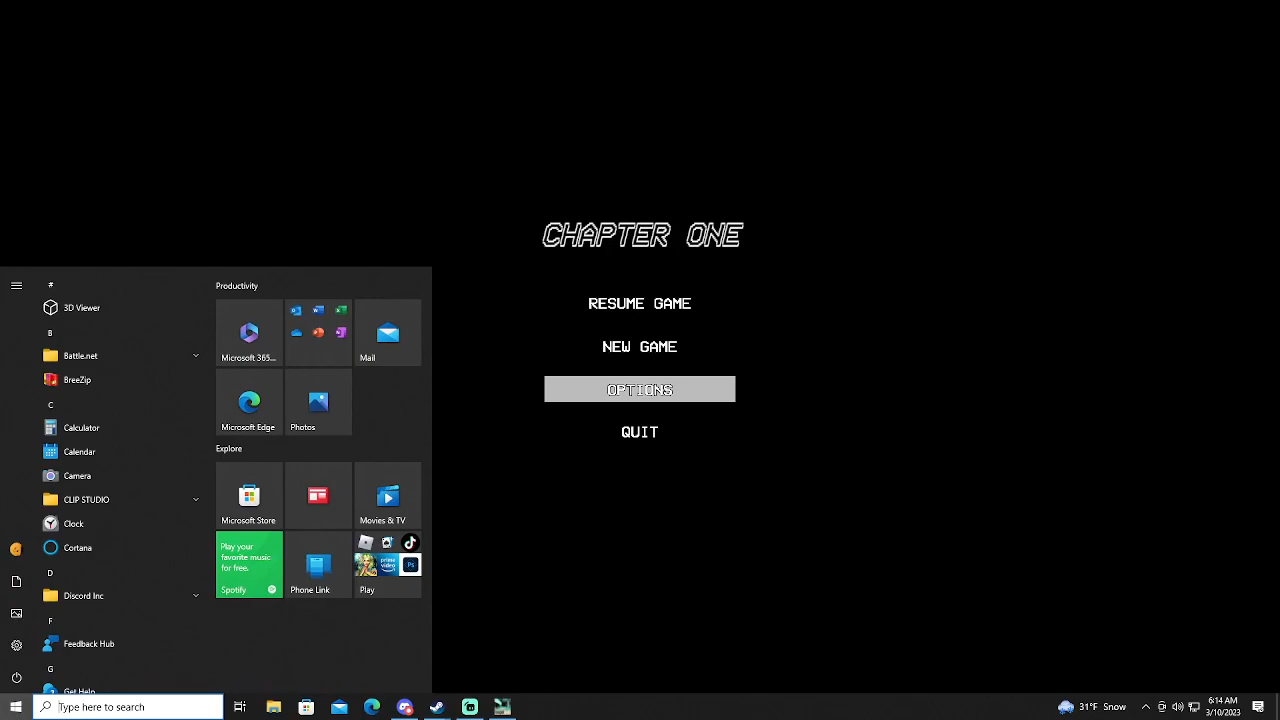 CHAPTER ONE
RESUME GAME
NEW GAME
OPTIONS
QUIT
#
3D Viewer
B
Battle.net
BreeZip
C
Calculator
Calendar
Camera
CLIP STUDIO
Clock
Cortana
D
Discord Inc
F
Feedback Hub
G
Get Help
Productivity
Microsoft 365...
Mail
Microsoft Edge
Photos
Explore
Microsoft Store
Movies & TV
Play your
favorite music
for free.
Spotify
Phone Link
prime video
Ps
Play
Type here to search
31°F Snow
6:14 AM
3/10/2023